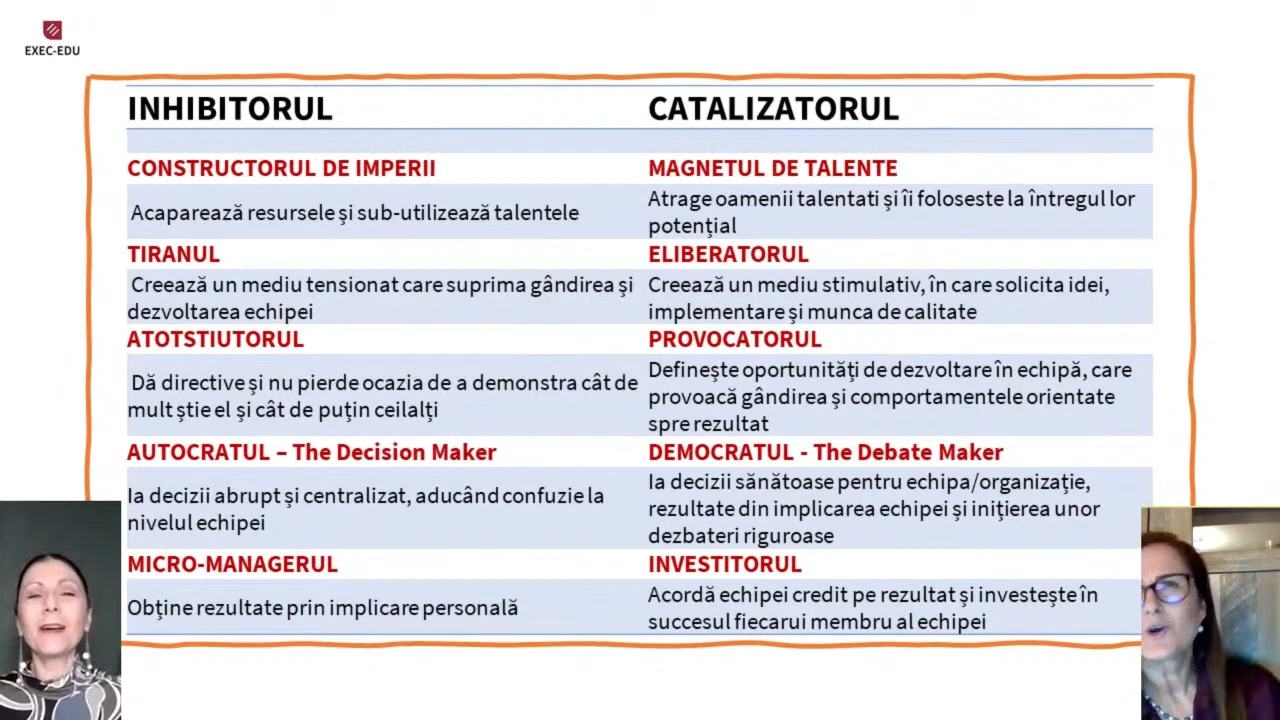 EXEC-EDU
INHIBITORUL
CATALIZATORUL
CONSTRUCTORUL DE IMPERII
MAGNETUL DE TALENTE
Acaparează resursele și sub-utilizează talentele
Atrage oamenii talentati și îi foloseste la întregul lor
potențial
TIRANUL
ELIBERATORUL
Creează un mediu tensionat care suprima gândirea și
dezvoltarea echipei
Creează un mediu stimulativ, în care solicita idei,
implementare și munca de calitate
ATOTSTIUTORUL
PROVOCATORUL
Dă directive și nu pierde ocazia de a demonstra cât de
mult știe el și cât de puțin ceilalți
Definește oportunități de dezvoltare în echipă, care
provoacă gândirea și comportamentele orientate
spre rezultat
AUTOCRATUL – The Decision Maker
DEMOCRATUL - The Debate Maker
Ia decizii abrupt și centralizat, aducând confuzie la
nivelul echipei
Ia decizii sănătoase pentru echipa/organizație,
rezultate din implicarea echipei și inițierea unor
dezbateri riguroase
MICRO-MANAGERUL
INVESTITORUL
Obține rezultate prin implicare personală
Acordă echipei credit pe rezultat și investește în
succesul fiecarui membru al echipei